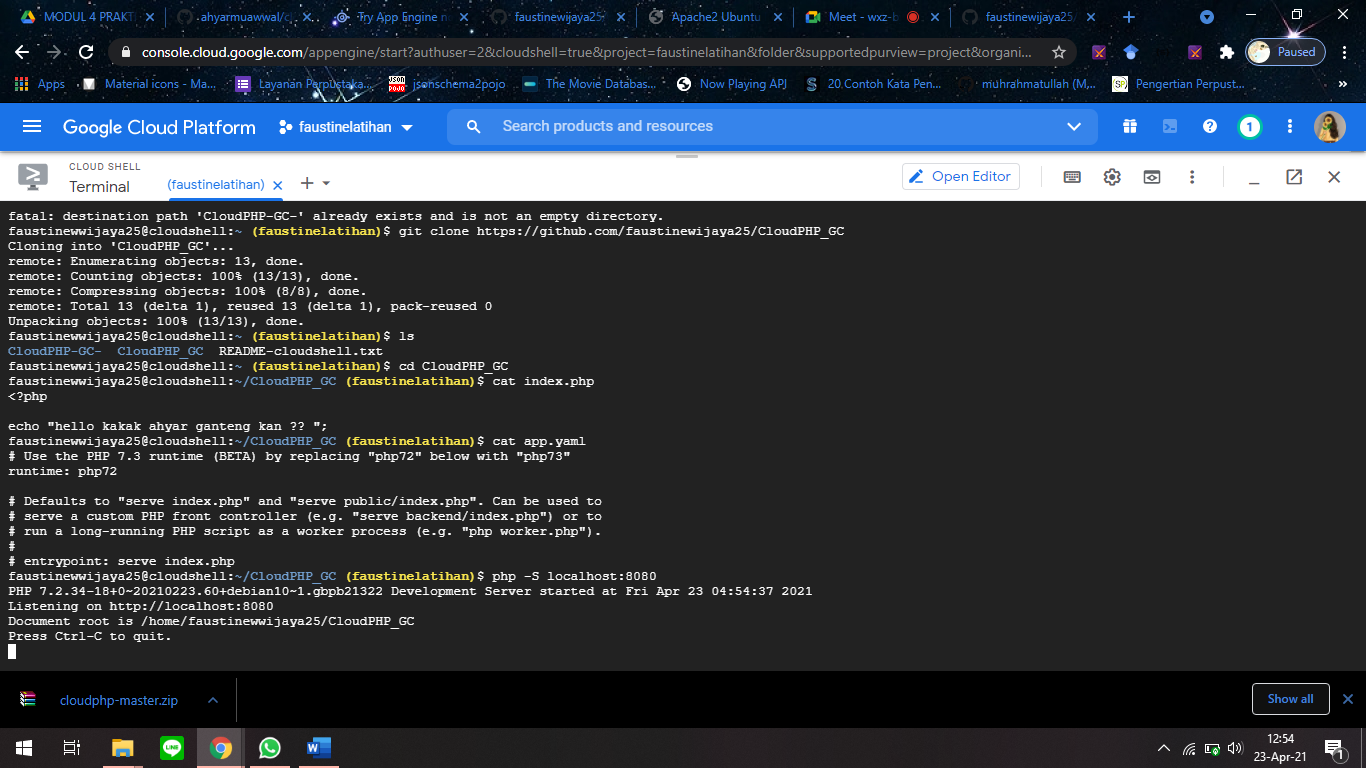 MODUL 4 PRAKTI
ahyarmuawwal/cl
Try App Engine n
faustinewijaya25-
Apache2 Ubuntu
Meet - wxz-b
faustinewijaya25/
console.cloud.google.com/appengine/start?authuser=2&cloudshell=true&project=faustinelatihan&folder&supportedpurview=project&organi...
Paused
Apps
Material icons - Ma...
Layanan Perpustaka...
jsonschema2pojo
The Movie Databas...
Now Playing APJ
20 Contoh Kata Pen...
muhrahmatullah (M,...
Pengertian Perpust...
»
Google Cloud Platform
faustinelatihan
Search products and resources
1
CLOUD SHELL
Terminal
(faustinelatihan)
Open Editor
fatal: destination path 'CloudPHP-GC-' already exists and is not an empty directory.
faustinewwijaya25@cloudshell:~ (faustinelatihan)$ git clone https://github.com/faustinewijaya25/CloudPHP_GC
Cloning into 'CloudPHP_GC'...
remote: Enumerating objects: 13, done.
remote: Counting objects: 100% (13/13), done.
remote: Compressing objects: 100% (8/8), done.
remote: Total 13 (delta 1), reused 13 (delta 1), pack-reused 0
Unpacking objects: 100% (13/13), done.
faustinewwijaya25@cloudshell:~ (faustinelatihan)$ ls
CloudPHP-GC-  CloudPHP_GC  README-cloudshell.txt
faustinewwijaya25@cloudshell:~ (faustinelatihan)$ cd CloudPHP_GC
faustinewwijaya25@cloudshell:~/CloudPHP_GC (faustinelatihan)$ cat index.php
<?php
echo "hello kakak ahyar ganteng kan ?? ";
faustinewwijaya25@cloudshell:~/CloudPHP_GC (faustinelatihan)$ cat app.yaml
# Use the PHP 7.3 runtime (BETA) by replacing "php72" below with "php73"
runtime: php72
# Defaults to "serve index.php" and "serve public/index.php". Can be used to
# serve a custom PHP front controller (e.g. "serve backend/index.php") or to
# run a long-running PHP script as a worker process (e.g. "php worker.php").
#
# entrypoint: serve index.php
faustinewwijaya25@cloudshell:~/CloudPHP_GC (faustinelatihan)$ php -S localhost:8080
PHP 7.2.34-18+0~20210223.60+debian10~1.gbpb21322 Development Server started at Fri Apr 23 04:54:37 2021
Listening on http://localhost:8080
Document root is /home/faustinewwijaya25/CloudPHP_GC
Press Ctrl-C to quit.
cloudphp-master.zip
Show all
12:54
23-Apr-21
1